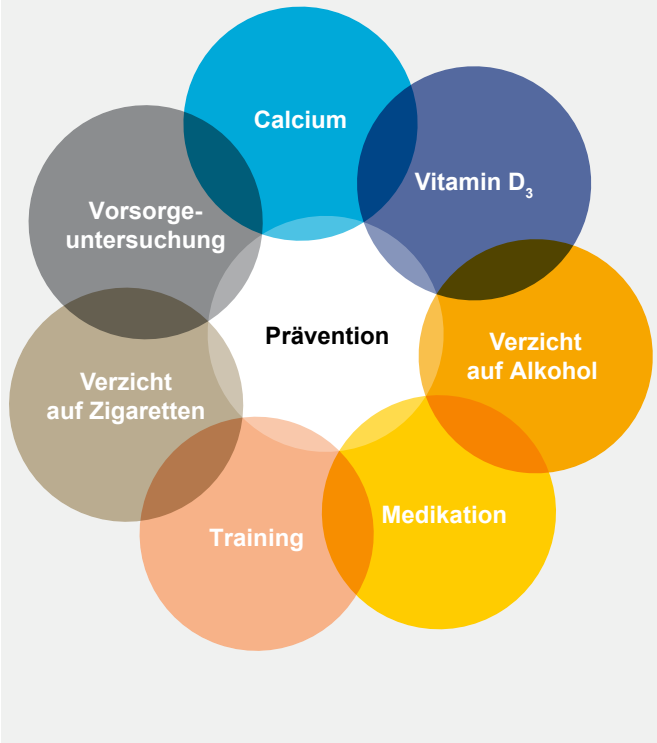 Calcium
Vitamin D₃
Vorsorge-
untersuchung
Prävention
Verzicht
auf Alkohol
Verzicht
auf Zigaretten
Medikation
Training